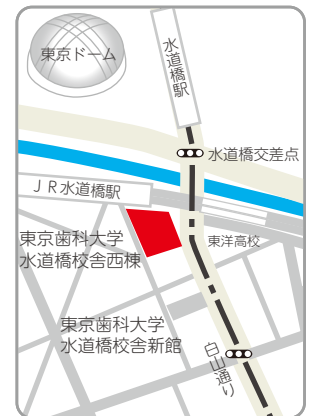 東京ドーム
水道橋駅
水道橋交差点
JR水道橋駅
東京歯科大学
水道橋校舎西棟
東洋高校
東京歯科大学
水道橋校舎新館
白山通り